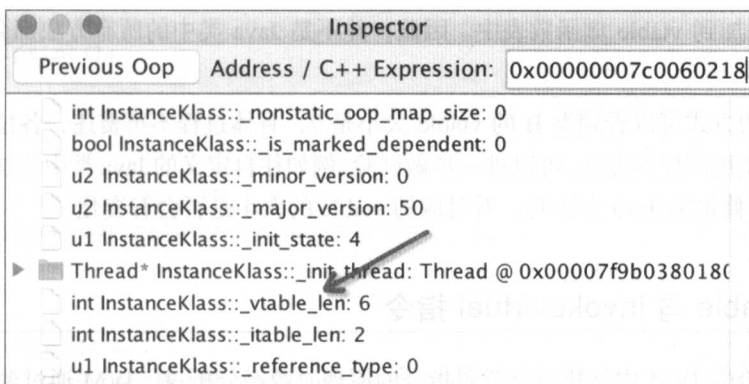 Inspector
Previous Oop Address / C++ Expression: 0x00000007c0060218
int InstanceKlass::_nonstatic_oop_map_size: 0
bool InstanceKlass::_is_marked_dependent: 0
u2 InstanceKlass::_minor_version: 0
u2 InstanceKlass::_major_version: 50
u1 InstanceKlass::_init_state: 4
Thread* InstanceKlass::_init_thread: Thread @ 0x00007f9b0380180
int InstanceKlass::_vtable_len: 6
int InstanceKlass::_itable_len: 2
u1 InstanceKlass::_reference_type: 0